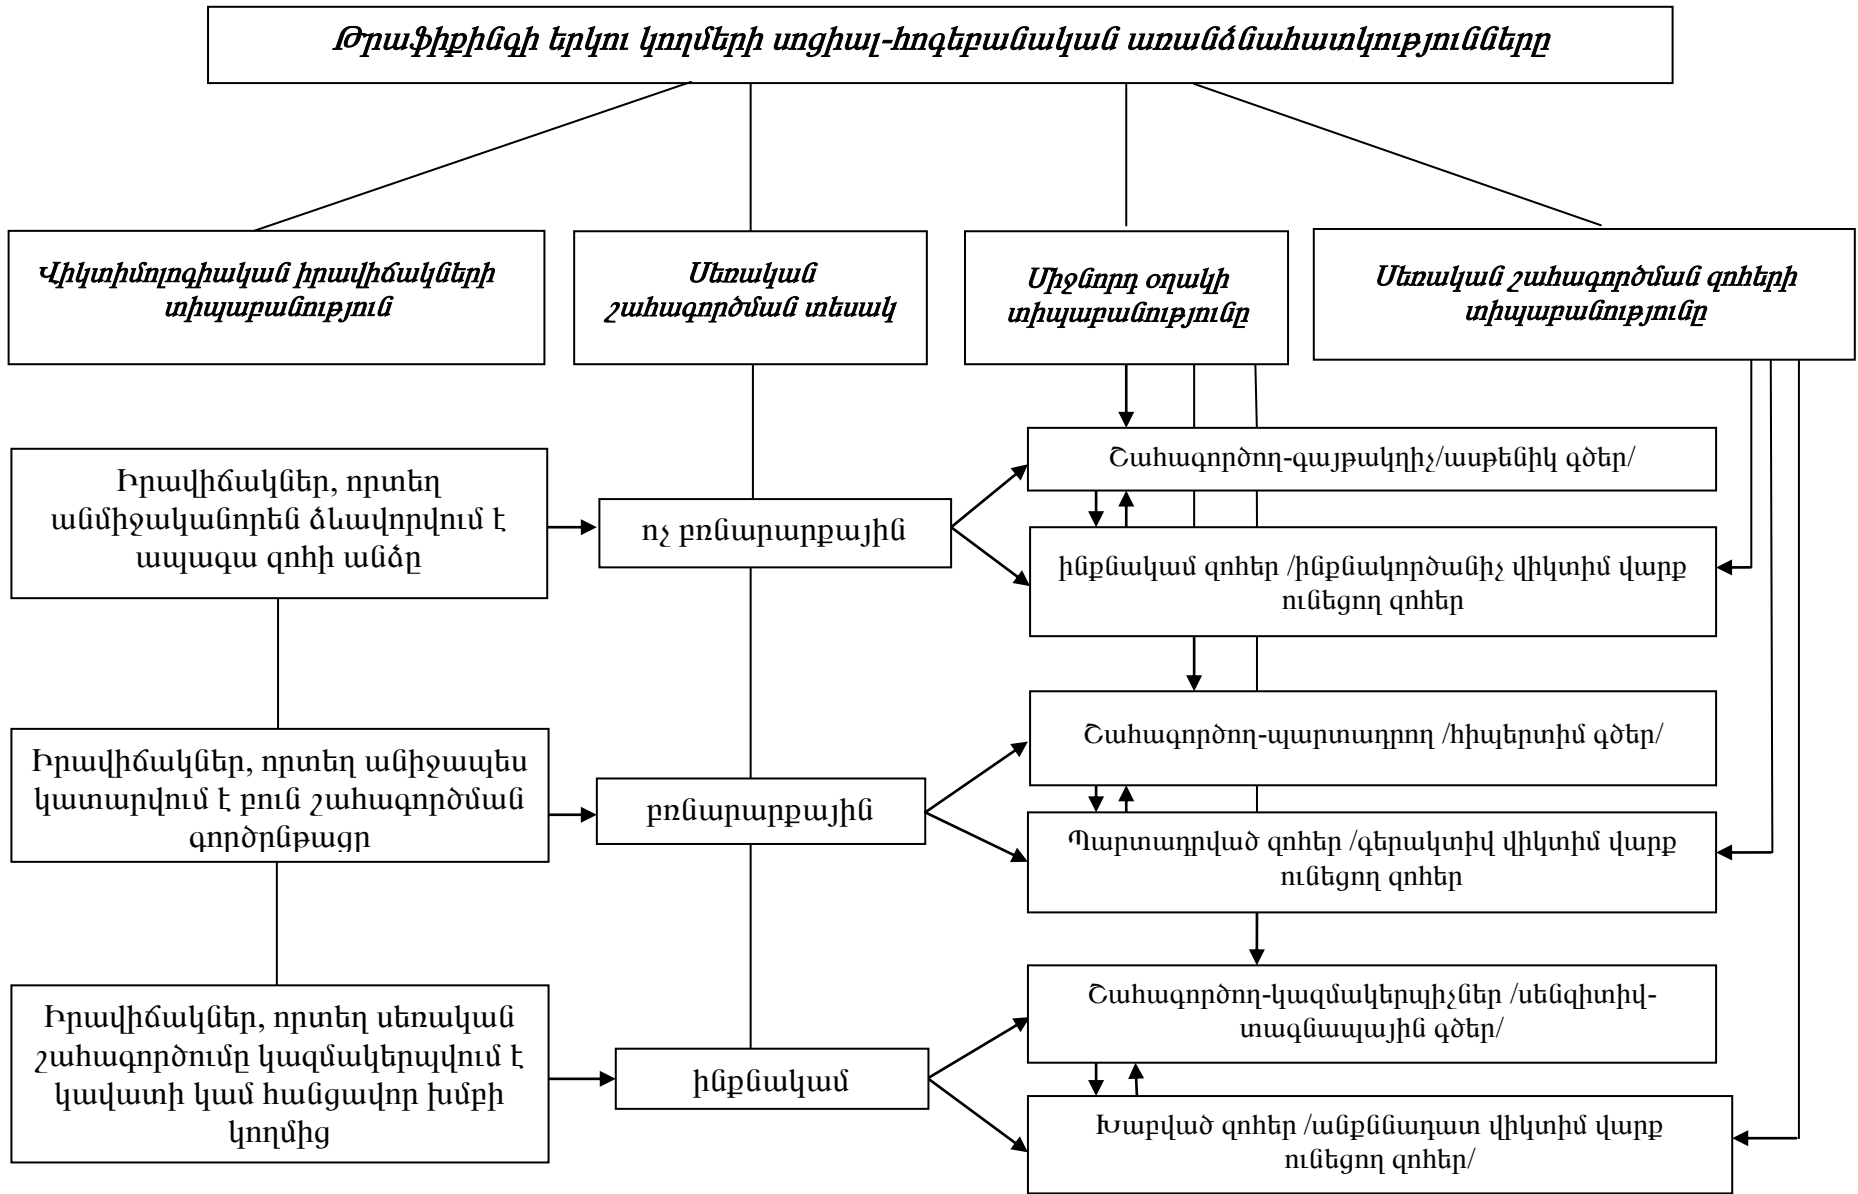 Թրաֆիքինգի երկու կողմերի սոցիալ-հոգեբանական առանձնահատկությունները
Վիկտիմոլոգիական իրավիճակների
տիպաբանություն
Սեռական
շահագործման տեսակ
Միջնորդ օղակի
տիպաբանությունը
Սեռական շահագործման զոհերի
տիպաբանությունը
Իրավիճակներ, որտեղ
անմիջականորեն ձևավորվում է
ապագա զոհի անձը
ոչ բռնարարքային
Շահագործող-գայթակղիչ/ասթենիկ գծեր/
ինքնակամ զոհեր /ինքնակործանիչ վիկտիմ վարք
ունեցող զոհեր
Իրավիճակներ, որտեղ անիջապես
կատարվում է բուն շահագործման
գործընթացը
բռնարարքային
Շահագործող-պարտադրող /հիպերտիմ գծեր/
Պարտադրված զոհեր /գերակտիվ վիկտիմ վարք
ունեցող զոհեր
Իրավիճակներ, որտեղ սեռական
շահագործումը կազմակերպվում է
կավատի կամ հանցավոր խմբի
կողմից
ինքնակամ
Շահագործող-կազմակերպիչներ /սենզիտիվ-
տագնապային գծեր/
Խաբված զոհեր /անքննադատ վիկտիմ վարք
ունեցող զոհեր/